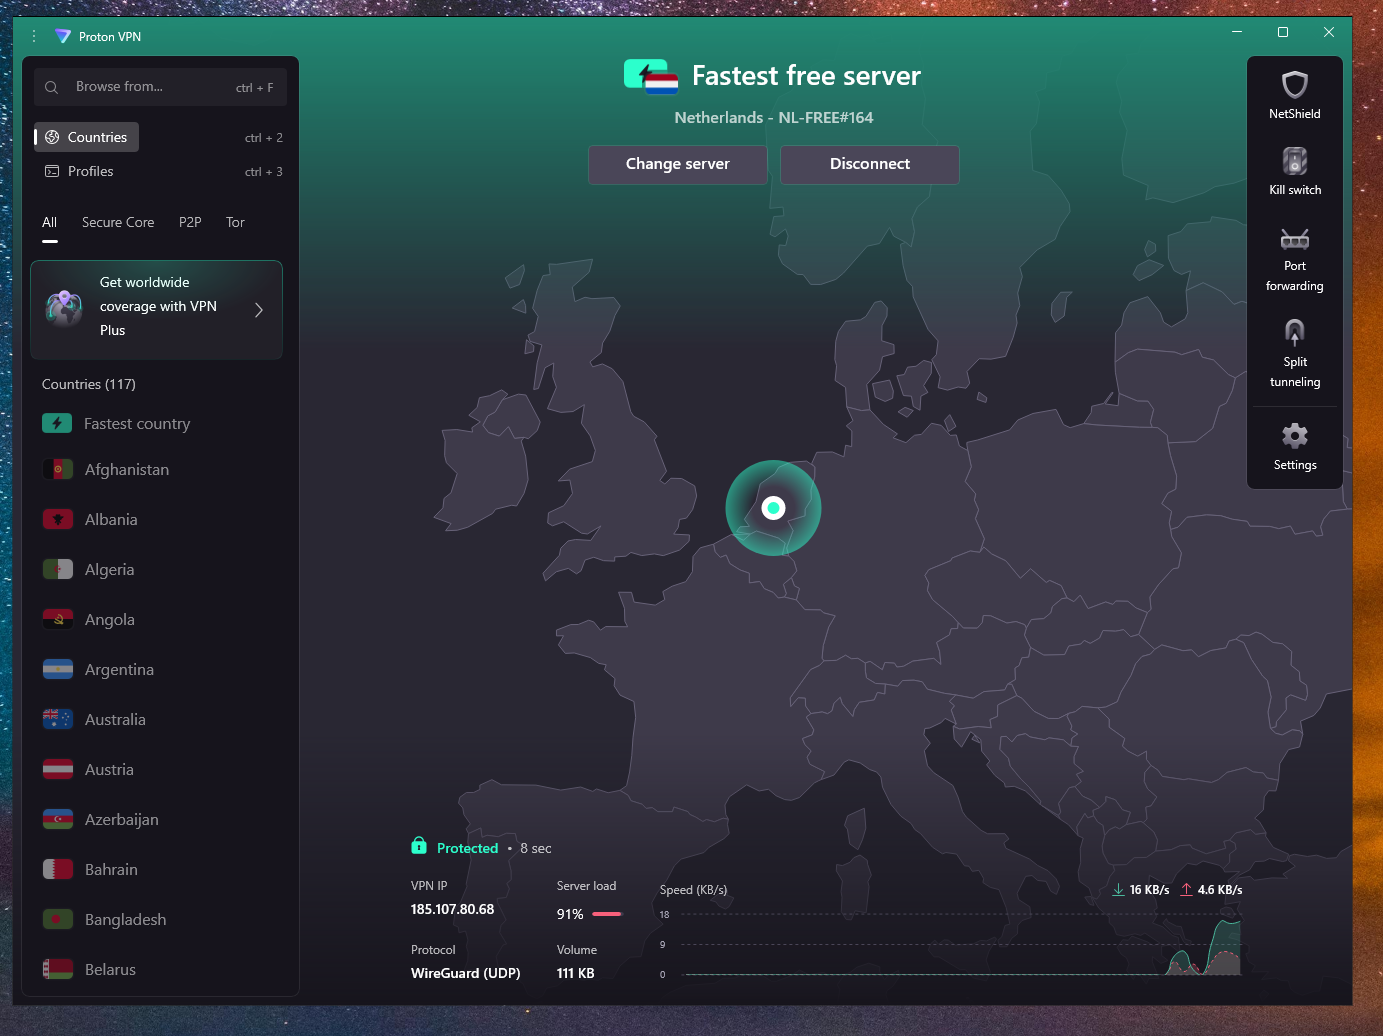 Proton VPN
Browse from...
ctrl + F
Countries
ctrl + 2
Profiles
ctrl + 3
All
Secure Core
P2P
Tor
Get worldwide
coverage with VPN
Plus
Countries (117)
Fastest country
Afghanistan
Albania
Algeria
Angola
Argentina
Australia
Austria
Azerbaijan
Bahrain
Bangladesh
Belarus
Fastest free server
Netherlands - NL-FREE#164
Change server
Disconnect
Protected • 8 sec
VPN IP
185.107.80.68
Server load
91%
Protocol
WireGuard (UDP)
Volume
111 KB
Speed (KB/s)
16 KB/s
4.6 KB/s
18
9
0
NetShield
Kill switch
Port
forwarding
Split
tunneling
Settings